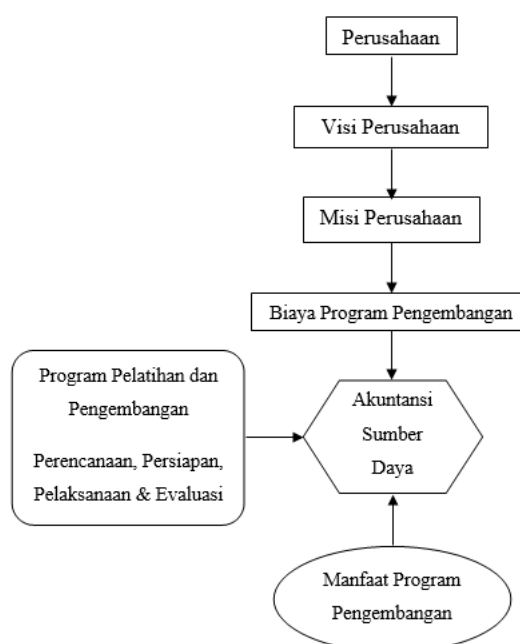 Perusahaan
Visi Perusahaan
Misi Perusahaan
Biaya Program Pengembangan
Program Pelatihan dan
Pengembangan
Perencanaan, Persiapan,
Pelaksanaan & Evaluasi
Akuntansi
Sumber
Daya
Manfaat Program
Pengembangan